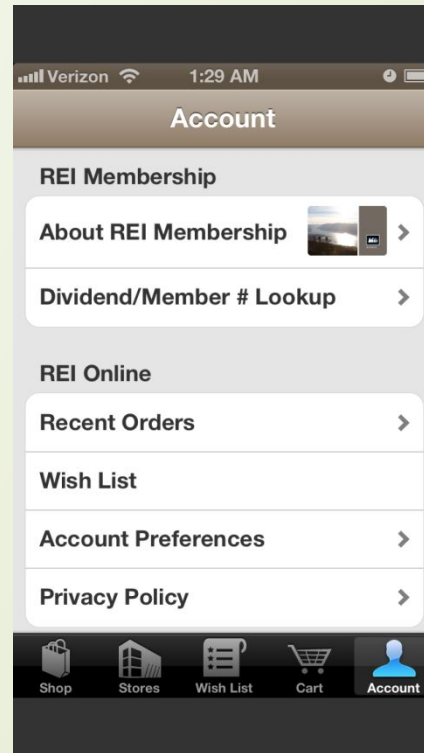 Verizon 1:29 AM
Account
REI Membership
About REI Membership
Dividend/Member # Lookup
REI Online
Recent Orders
Wish List
Account Preferences
Privacy Policy
Shop Stores Wish List Cart Account